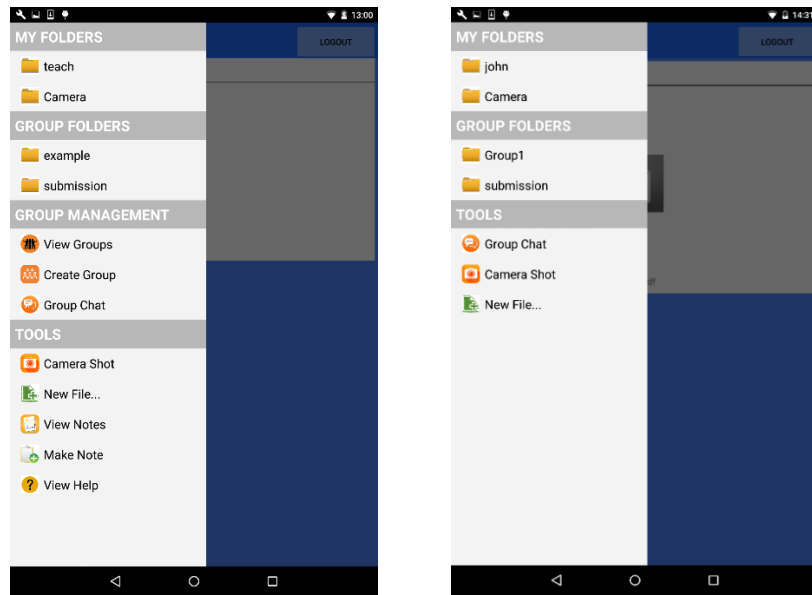 13:00
MY FOLDERS
LOGOUT
teach
Camera
GROUP FOLDERS
example
submission
GROUP MANAGEMENT
View Groups
Create Group
Group Chat
TOOLS
Camera Shot
New File...
View Notes
Make Note
View Help
14:31
MY FOLDERS
LOGOUT
john
Camera
GROUP FOLDERS
Group1
submission
TOOLS
Group Chat
Camera Shot
New File...